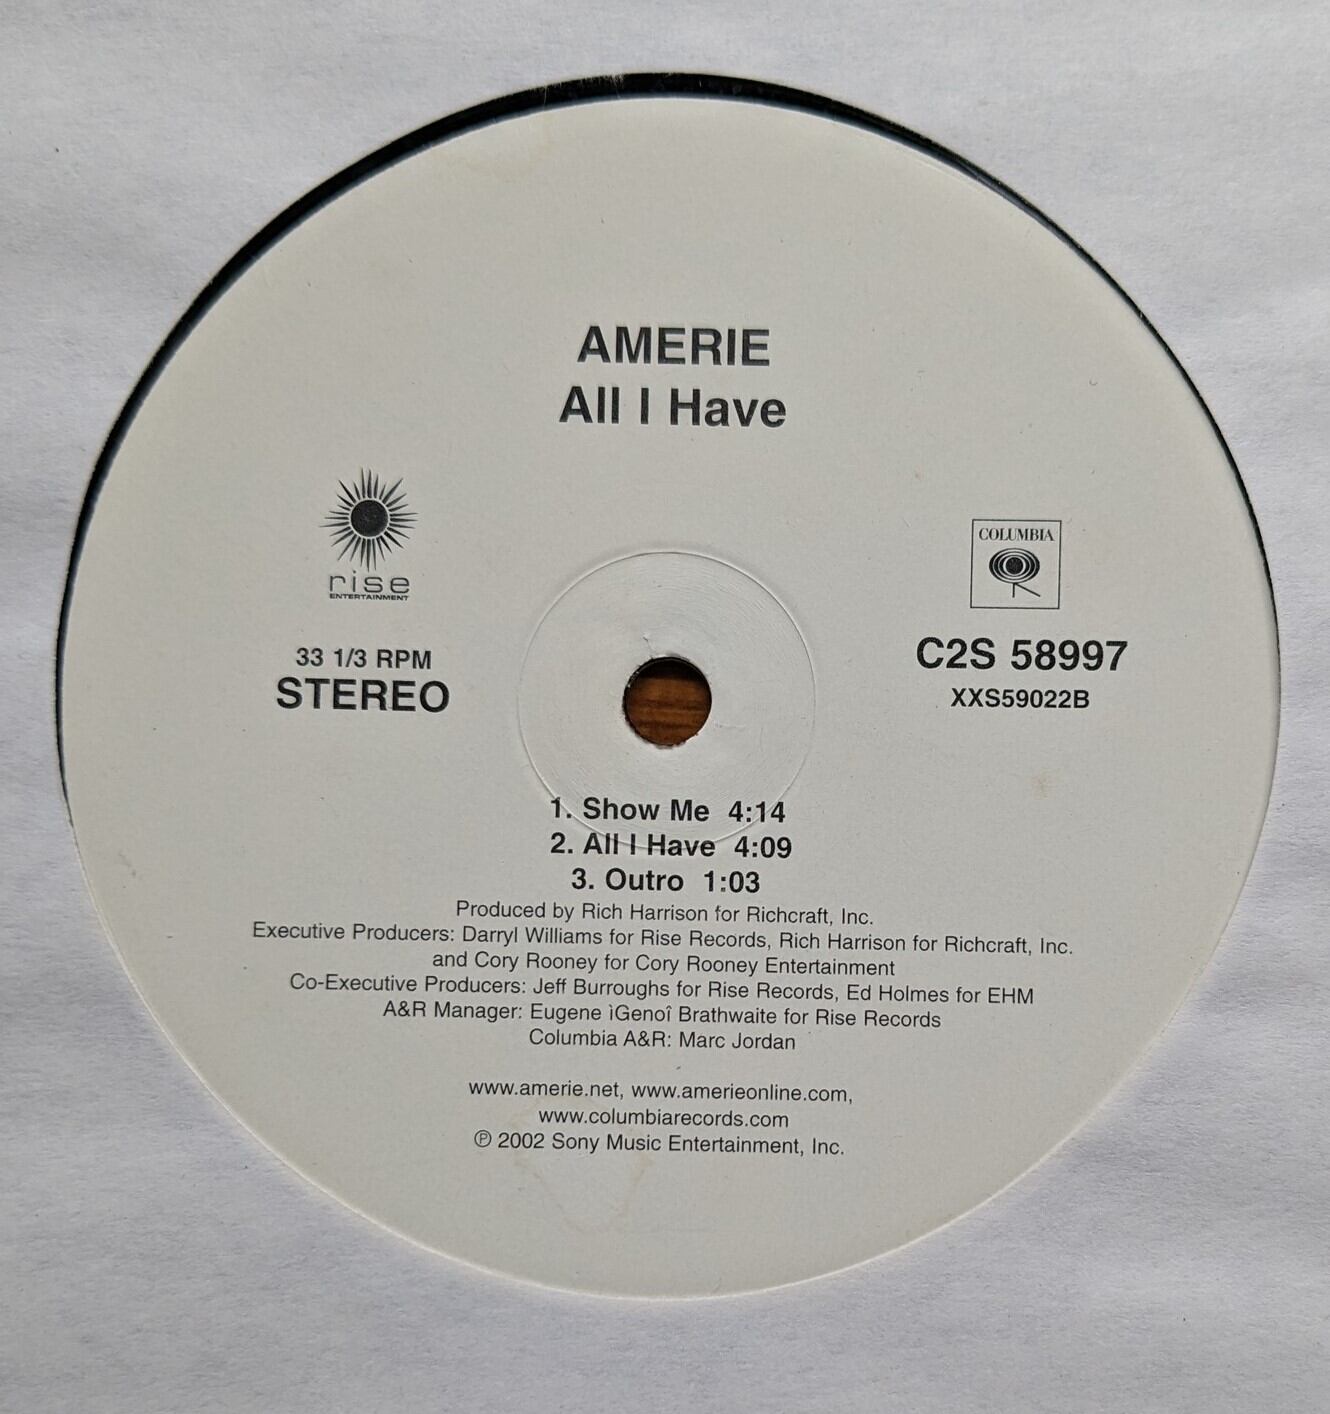 AMERIE
All I Have
rise
ENTERTAINMENT
COLUMBIA
33 1/3 RPM
STEREO
C2S 58997
XXS59022B
1. Show Me 4:14
2. All I Have 4:09
3. Outro 1:03
Produced by Rich Harrison for Richcraft, Inc.
Executive Producers: Darryl Williams for Rise Records, Rich Harrison for Richcraft, Inc.
and Cory Rooney for Cory Rooney Entertainment
Co-Executive Producers: Jeff Burroughs for Rise Records, Ed Holmes for EHM
A&R Manager: Eugene ìGenoî Brathwaite for Rise Records
Columbia A&R: Marc Jordan
www.amerie.net, www.amerieonline.com,
www.columbiarecords.com
℗ 2002 Sony Music Entertainment, Inc.